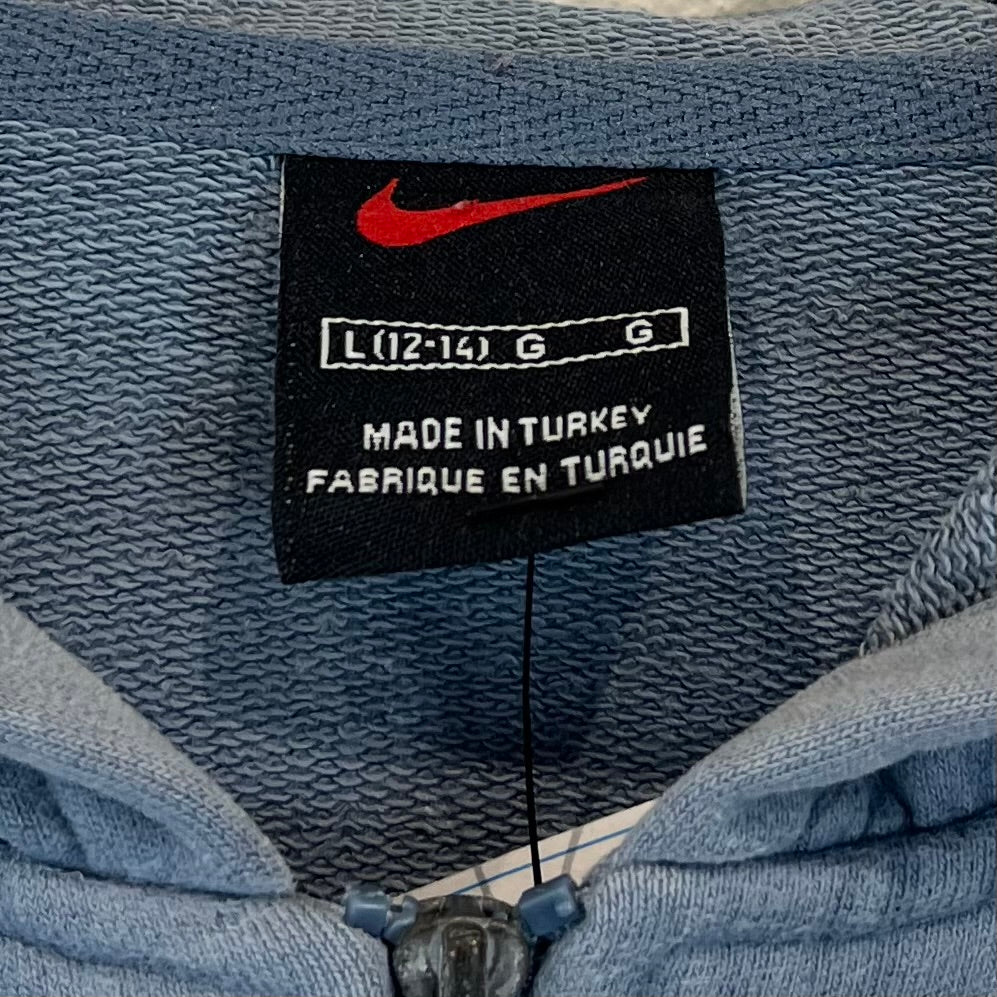 L(12-14) G G
MADE IN TURKEY
FABRIQUE EN TURQUIE